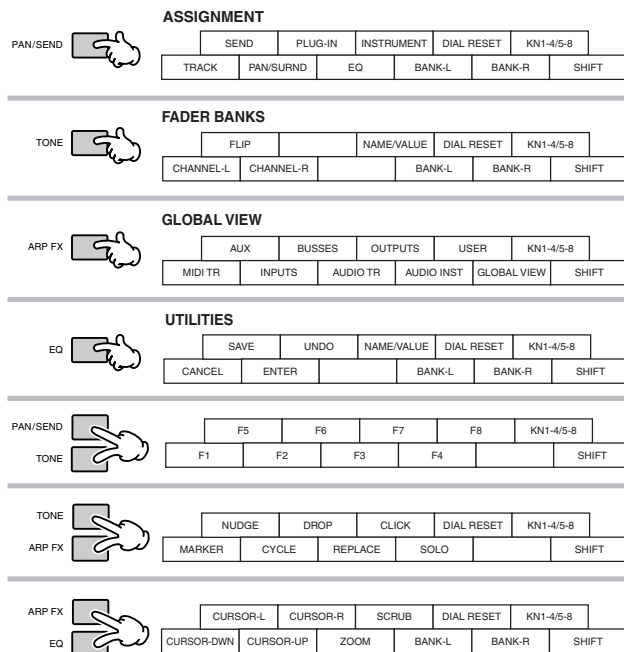 ASSIGNMENT
PAN/SEND
SEND PLUG-IN INSTRUMENT DIAL RESET KN1-4/5-8
TRACK PAN/SURND EQ BANK-L BANK-R SHIFT
FADER BANKS
TONE
FLIP NAME/VALUE DIAL RESET KN1-4/5-8
CHANNEL-L CHANNEL-R BANK-L BANK-R SHIFT
GLOBAL VIEW
ARP FX
AUX BUSSES OUTPUTS USER KN1-4/5-8
MIDI TR INPUTS AUDIO TR AUDIO INST GLOBAL VIEW SHIFT
UTILITIES
EQ
SAVE UNDO NAME/VALUE DIAL RESET KN1-4/5-8
CANCEL ENTER BANK-L BANK-R SHIFT
PAN/SEND
F5 F6 F7 F8 KN1-4/5-8
TONE
F1 F2 F3 F4 SHIFT
TONE
NUDGE DROP CLICK DIAL RESET KN1-4/5-8
ARP FX
MARKER CYCLE REPLACE SOLO SHIFT
ARP FX
CURSOR-L CURSOR-R SCRUB DIAL RESET KN1-4/5-8
EQ
CURSOR-DWN CURSOR-UP ZOOM BANK-L BANK-R SHIFT